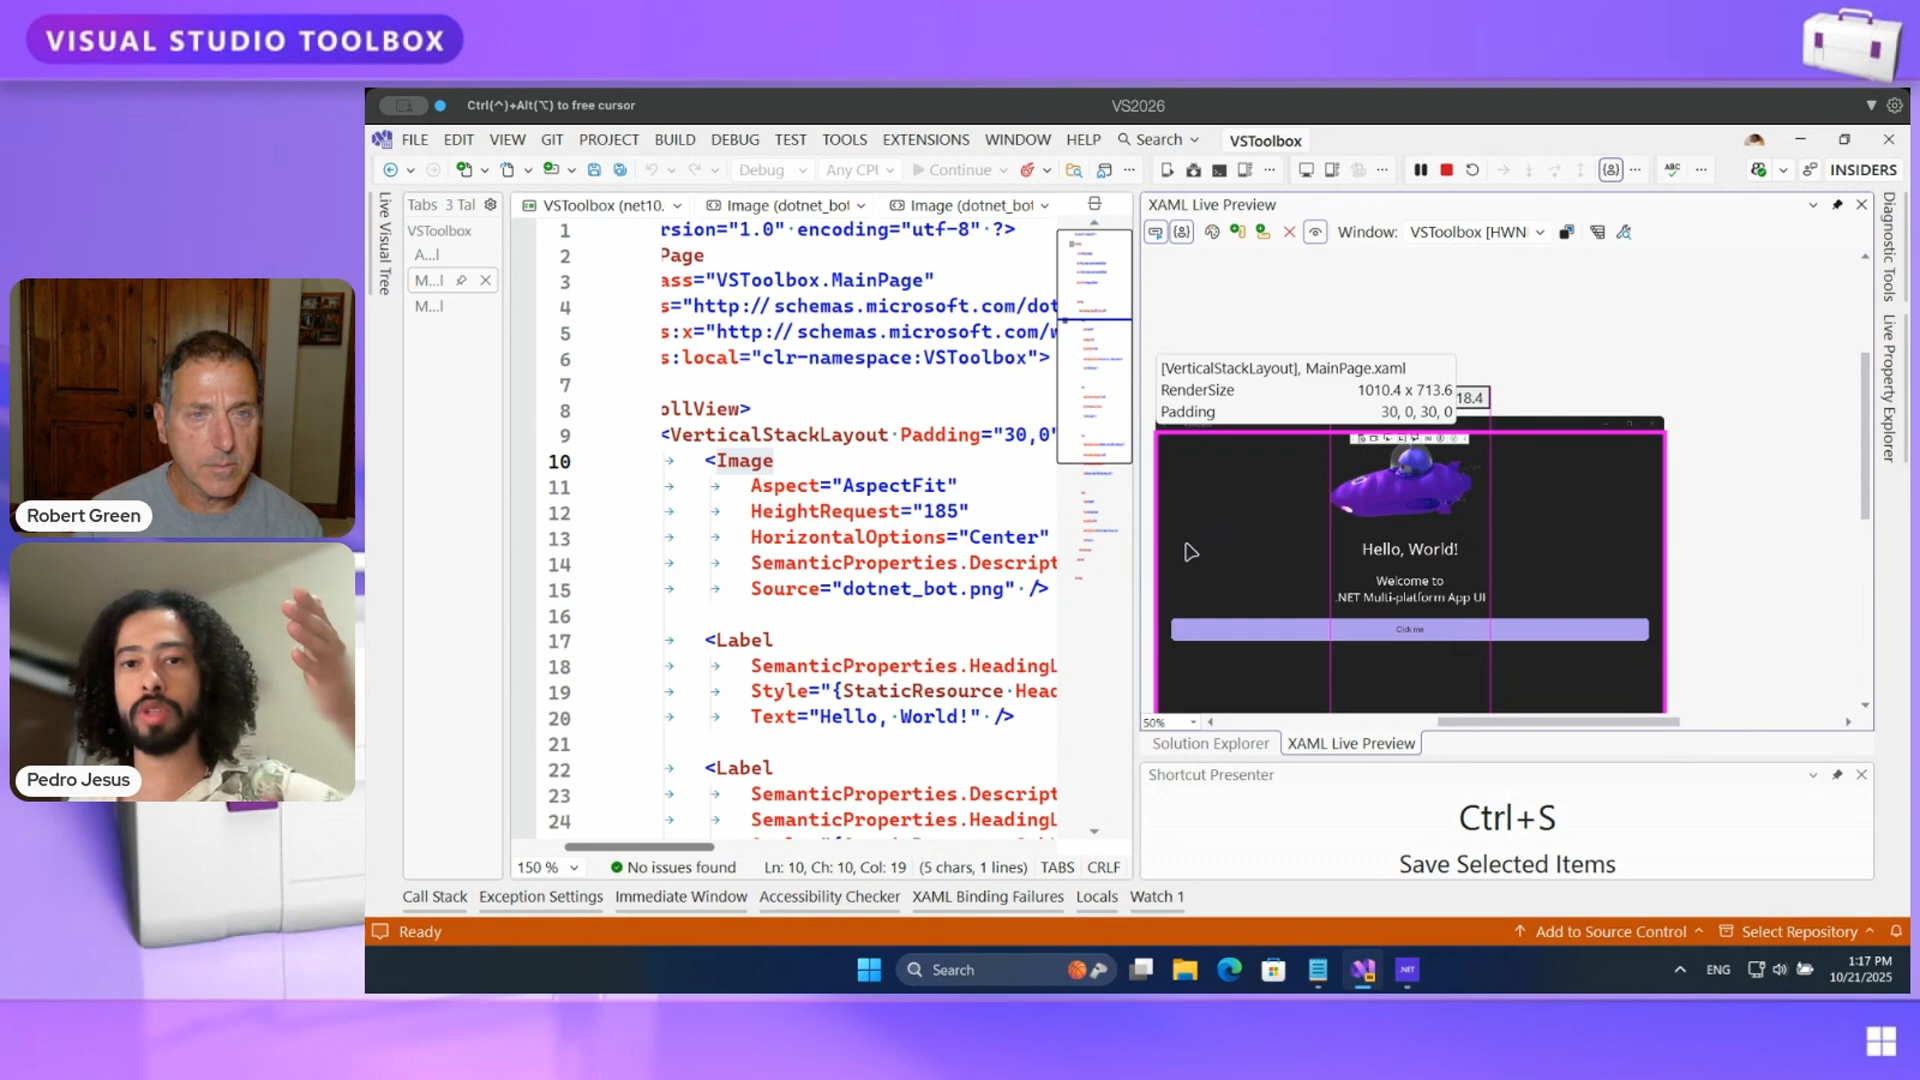 VISUAL STUDIO TOOLBOX
Ctrl(^)+Alt(⌥) to free cursor
VS2026
FILE EDIT VIEW GIT PROJECT BUILD DEBUG TEST TOOLS EXTENSIONS WINDOW HELP Search VSToolbox
Debug Any CPU Continue INSIDERS
Live Visual Tree
Tabs 3 Tal
VSToolbox
A...l
M...l
M...l
VSToolbox (net10. Image (dotnet_bot Image (dotnet_bot
1 rsion="1.0" encoding="utf-8" ?>
2 Page
3 ass="VSToolbox.MainPage"
4 s="http://schemas.microsoft.com/dot
5 s:x="http://schemas.microsoft.com/w
6 s:local="clr-namespace:VSToolbox">
7
8 ollView>
9 <VerticalStackLayout Padding="30,0"
10 <Image
11 Aspect="AspectFit"
12 HeightRequest="185"
13 HorizontalOptions="Center"
14 SemanticProperties.Descript
15 Source="dotnet_bot.png" />
16
17 <Label
18 SemanticProperties.HeadingL
19 Style="{StaticResource Head
20 Text="Hello, World!" />
21
22 <Label
23 SemanticProperties.Descript
24 SemanticProperties.HeadingL
150 % No issues found Ln: 10, Ch: 10, Col: 19 (5 chars, 1 lines) TABS CRLF
XAML Live Preview
Window: VSToolbox [HWN
[VerticalStackLayout], MainPage.xaml
RenderSize 1010.4 x 713.6
Padding 30, 0, 30, 0
18.4
Hello, World!
Welcome to
.NET Multi-platform App UI
Click me
50%
Solution Explorer XAML Live Preview
Shortcut Presenter
Ctrl+S
Save Selected Items
Diagnostic Tools
Live Property Explorer
Call Stack Exception Settings Immediate Window Accessibility Checker XAML Binding Failures Locals Watch 1
Ready Add to Source Control Select Repository
Search
.NET
ENG
1:17 PM
10/21/2025
Robert Green
Pedro Jesus